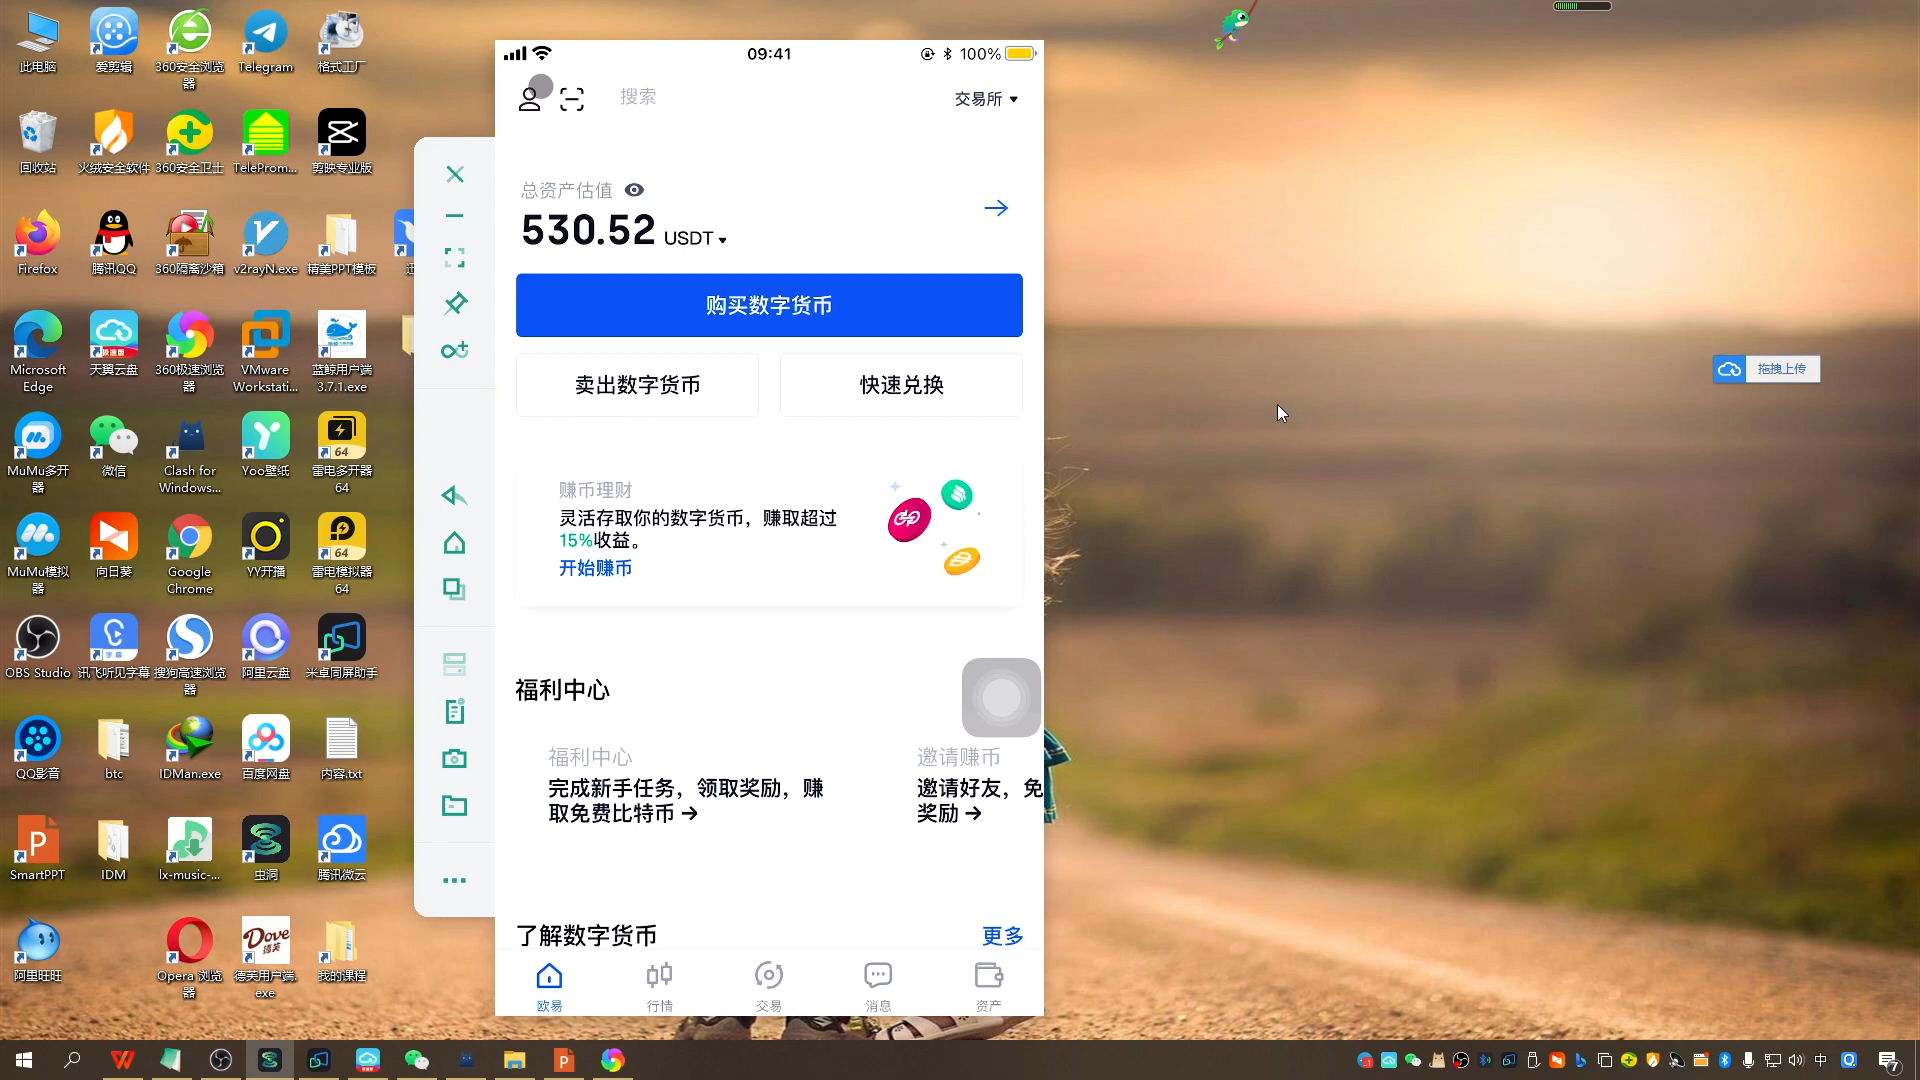 此电脑
爱剪辑
360安全浏览器
Telegram
格式工厂
回收站
火绒安全软件
360安全卫士
TeleProm...
剪映专业版
Firefox
腾讯QQ
360隔离沙箱
v2rayN.exe
精美PPT模板
Microsoft Edge
天翼云盘
360极速浏览器
VMware Workstati...
蓝鲸用户端3.7.1.exe
MuMu多开器
微信
Clash for Windows...
Yoo壁纸
雷电多开器64
MuMu模拟器
向日葵
Google Chrome
YY开播
雷电模拟器64
OBS Studio
讯飞听见字幕
搜狗高速浏览器
阿里云盘
米卓同屏助手
QQ影音
btc
IDMan.exe
百度网盘
内容.txt
SmartPPT
IDM
lx-music-...
虫洞
腾讯微云
阿里旺旺
Opera 浏览器
德芙用户端.exe
我的课程
09:41
100%
搜索
交易所
总资产估值
530.52 USDT
购买数字货币
卖出数字货币
快速兑换
赚币理财
灵活存取你的数字货币，赚取超过
15%收益。
开始赚币
福利中心
福利中心
完成新手任务，领取奖励，赚
取免费比特币
邀请赚币
邀请好友，免
奖励
了解数字货币
更多
欧易
行情
交易
消息
资产
拖拽上传
中
7